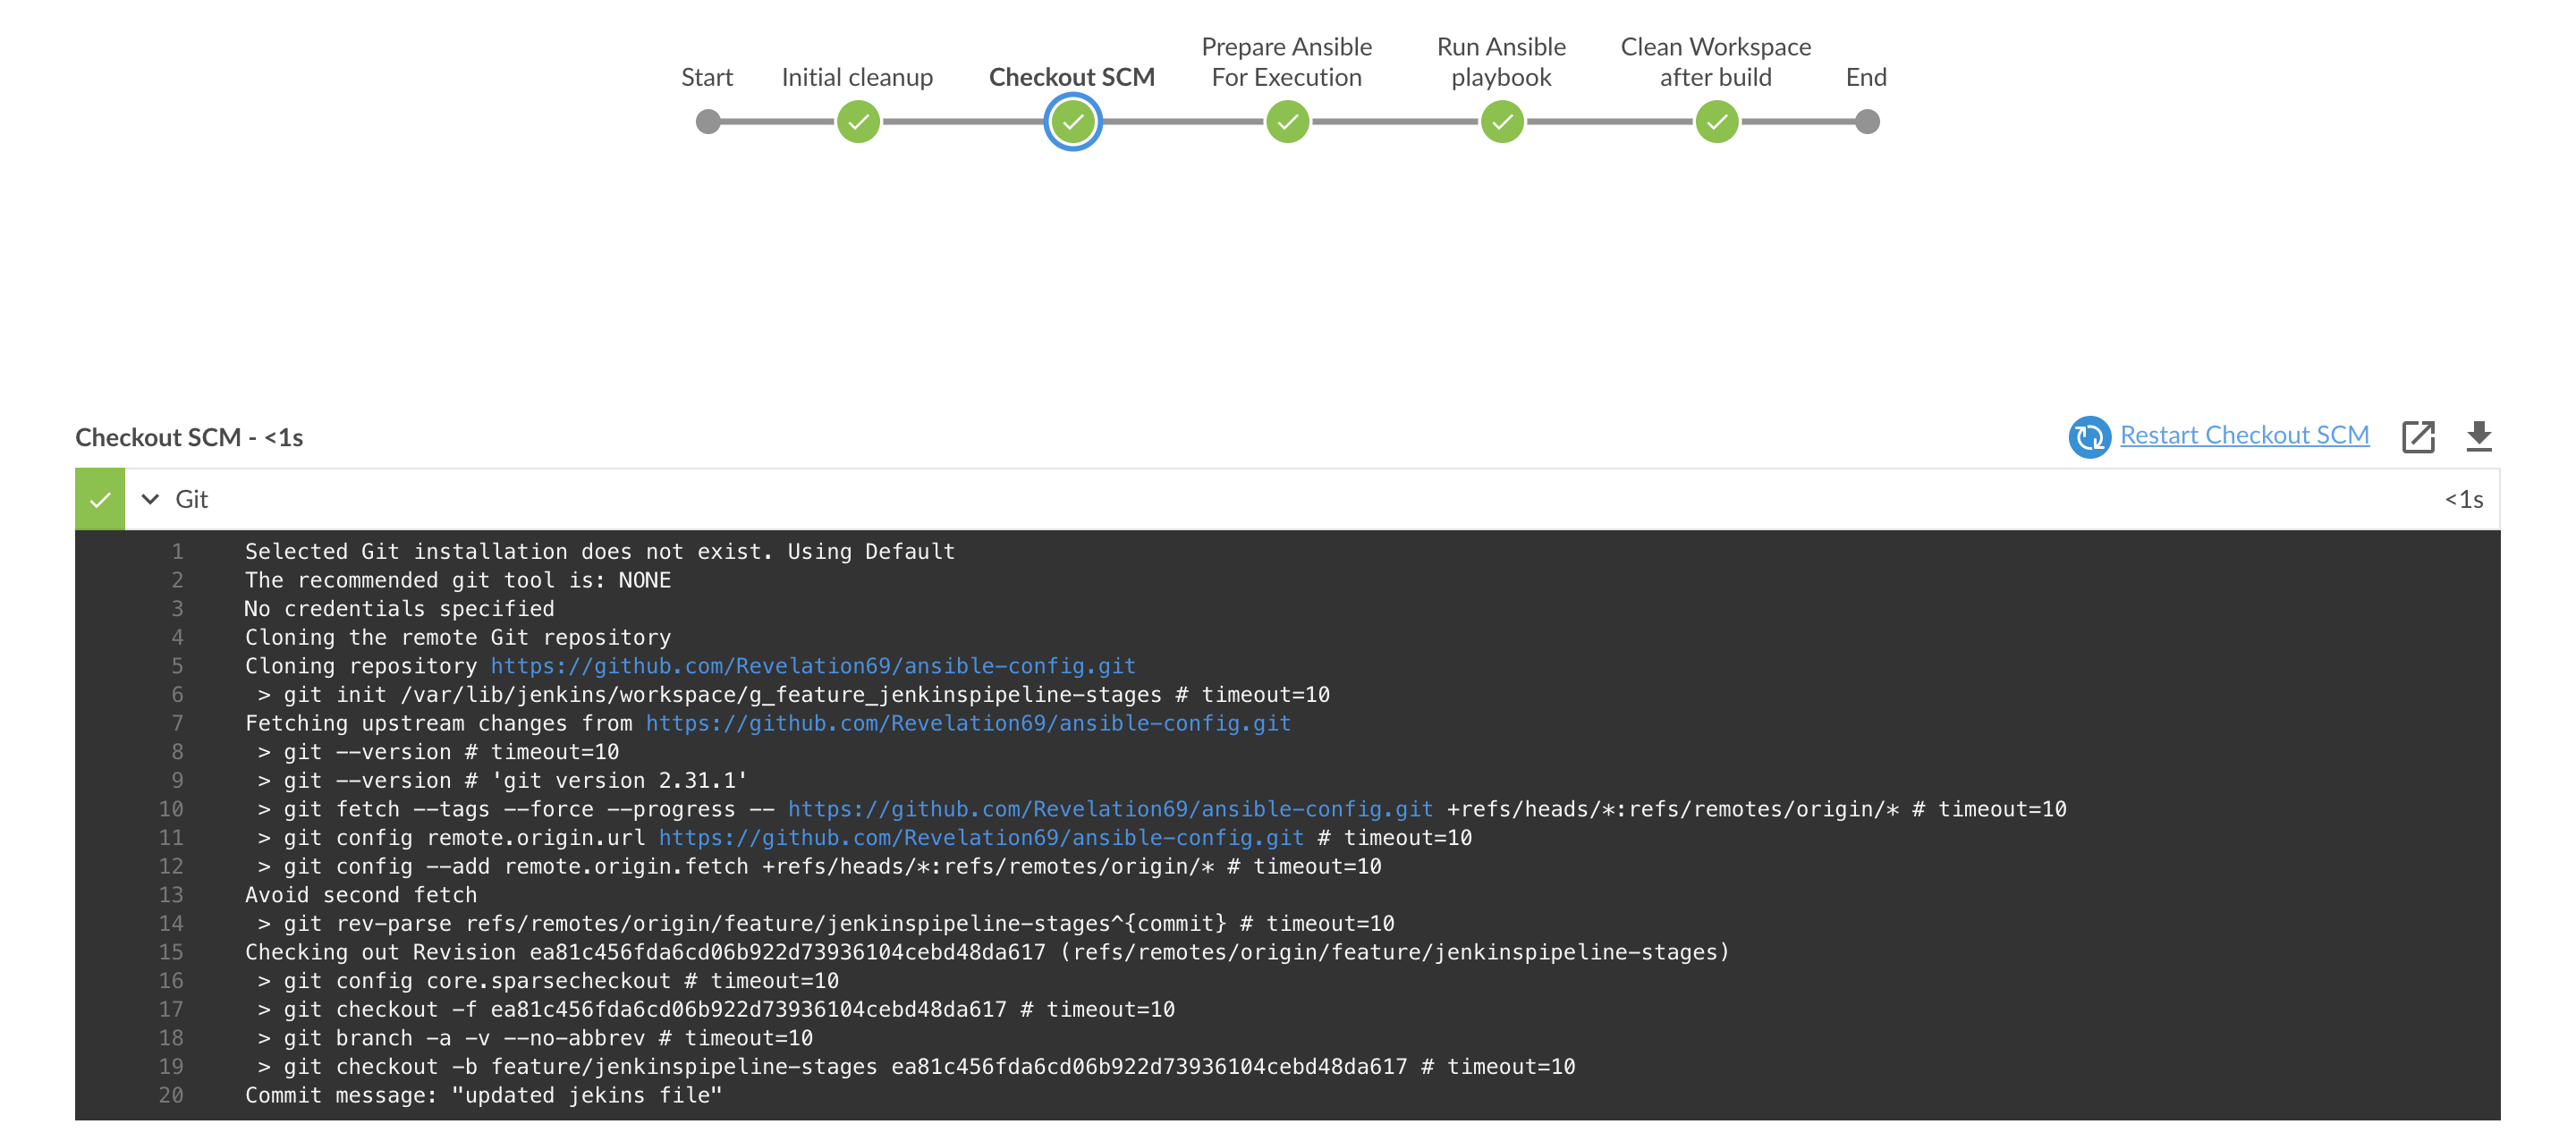 Start
Initial cleanup
Checkout SCM
Prepare Ansible
For Execution
Run Ansible
playbook
Clean Workspace
after build
End
Checkout SCM - <1s
Restart Checkout SCM
Git
<1s
1 Selected Git installation does not exist. Using Default
2 The recommended git tool is: NONE
3 No credentials specified
4 Cloning the remote Git repository
5 Cloning repository https://github.com/Revelation69/ansible-config.git
6 > git init /var/lib/jenkins/workspace/g_feature_jenkinspipeline-stages # timeout=10
7 Fetching upstream changes from https://github.com/Revelation69/ansible-config.git
8 > git --version # timeout=10
9 > git --version # 'git version 2.31.1'
10 > git fetch --tags --force --progress -- https://github.com/Revelation69/ansible-config.git +refs/heads/*:refs/remotes/origin/* # timeout=10
11 > git config remote.origin.url https://github.com/Revelation69/ansible-config.git # timeout=10
12 > git config --add remote.origin.fetch +refs/heads/*:refs/remotes/origin/* # timeout=10
13 Avoid second fetch
14 > git rev-parse refs/remotes/origin/feature/jenkinspipeline-stages^{commit} # timeout=10
15 Checking out Revision ea81c456fda6cd06b922d73936104cebd48da617 (refs/remotes/origin/feature/jenkinspipeline-stages)
16 > git config core.sparsecheckout # timeout=10
17 > git checkout -f ea81c456fda6cd06b922d73936104cebd48da617 # timeout=10
18 > git branch -a -v --no-abbrev # timeout=10
19 > git checkout -b feature/jenkinspipeline-stages ea81c456fda6cd06b922d73936104cebd48da617 # timeout=10
20 Commit message: "updated jekins file"